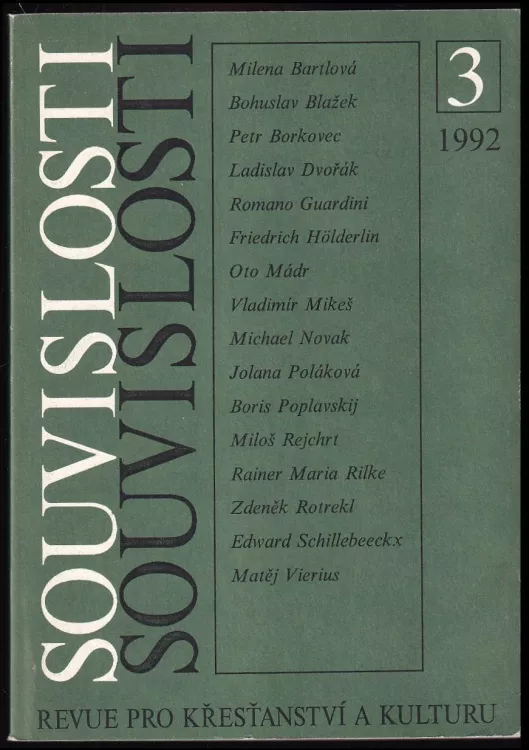 SOUVISLOSTI
SOUVISLOSTI
Milena Bartlová
Bohuslav Blažek
Petr Borkovec
Ladislav Dvořák
Romano Guardini
Friedrich Hölderlin
Oto Mádr
Vladimír Mikeš
Michael Novak
Jolana Poláková
Boris Poplavskij
Miloš Rejchrt
Rainer Maria Rilke
Zdeněk Rotrekl
Edward Schillebeeckx
Matěj Vierius
3
1992
REVUE PRO KŘESŤANSTVÍ A KULTURU